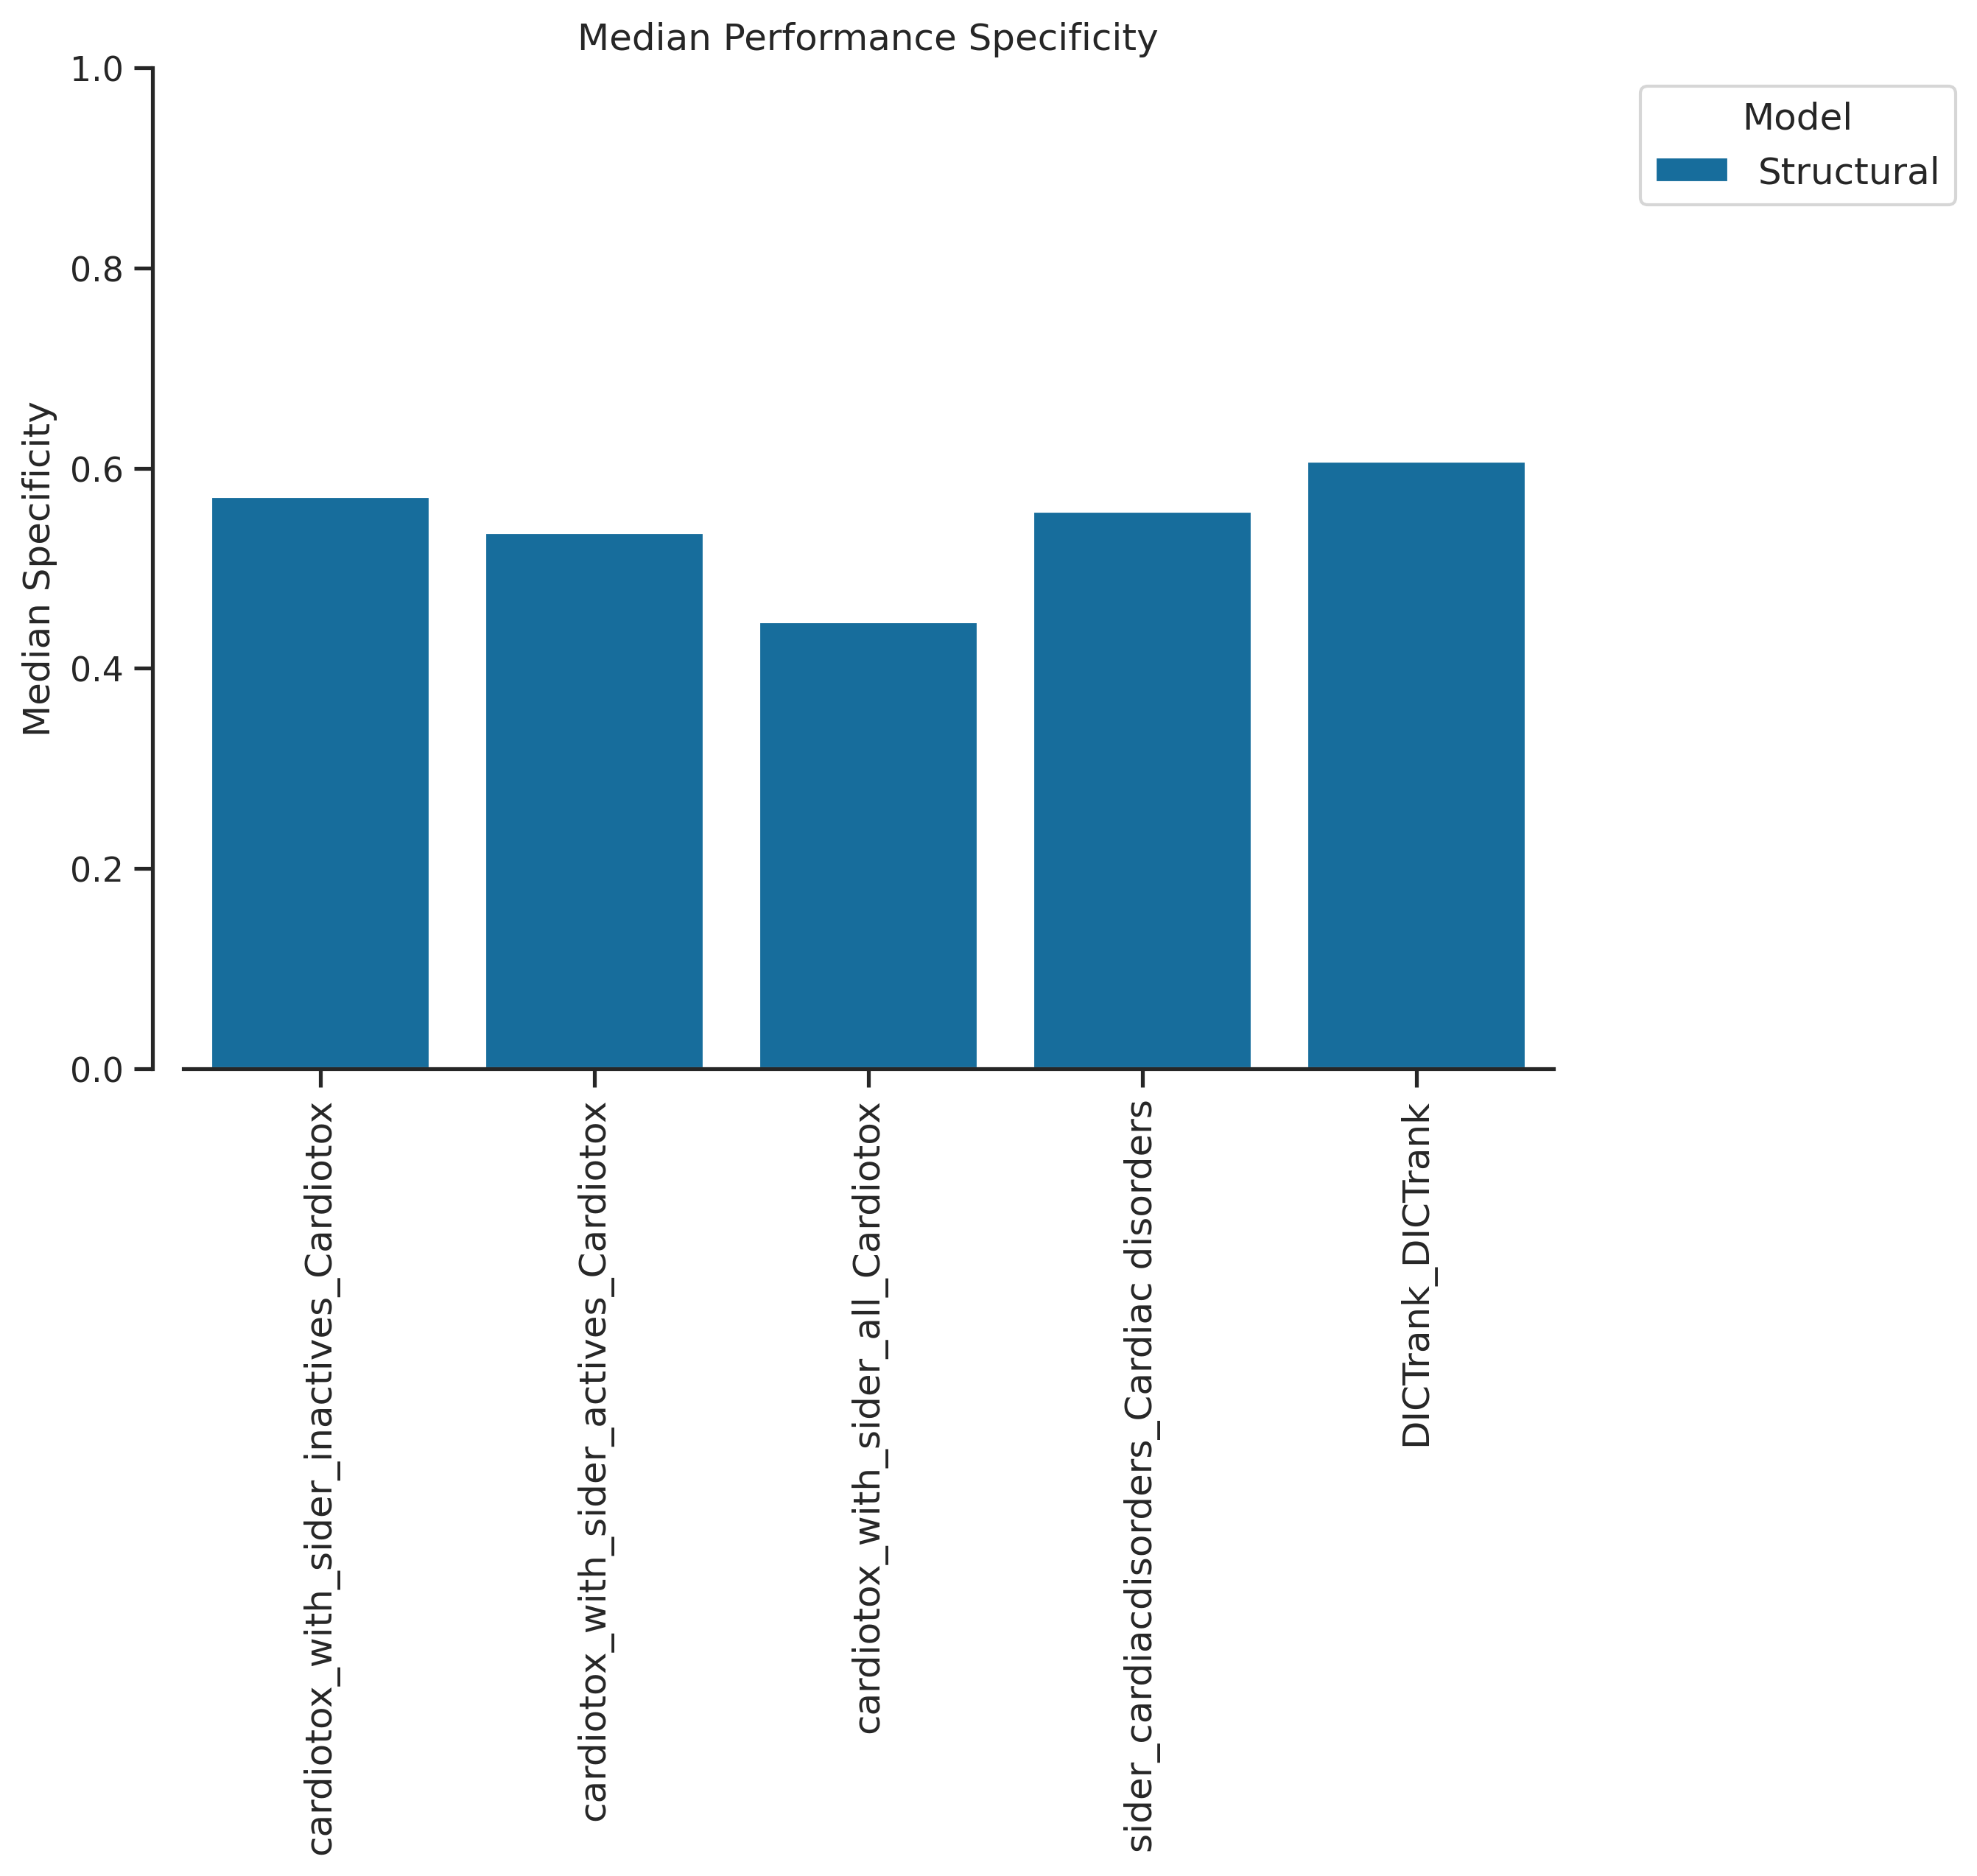 Median Performance Specificity
Median Specificity
1.0
0.8
0.6
0.4
0.2
0.0
Model
Structural
cardiotox_with_sider_inactives_Cardiotox
cardiotox_with_sider_actives_Cardiotox
cardiotox_with_sider_all_Cardiotox
sider_cardiacdisorders_Cardiac disorders
DICTrank_DICTrank